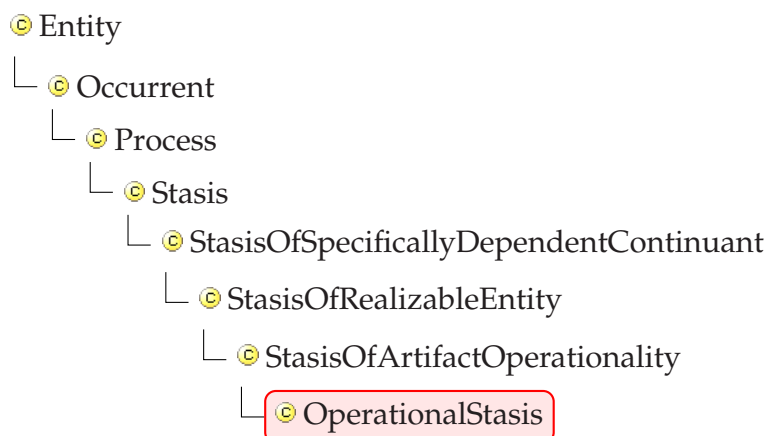 Entity
Occurrent
Process
Stasis
StasisOfSpecificallyDependentContinuant
StasisOfRealizableEntity
StasisOfArtifactOperationality
OperationalStasis